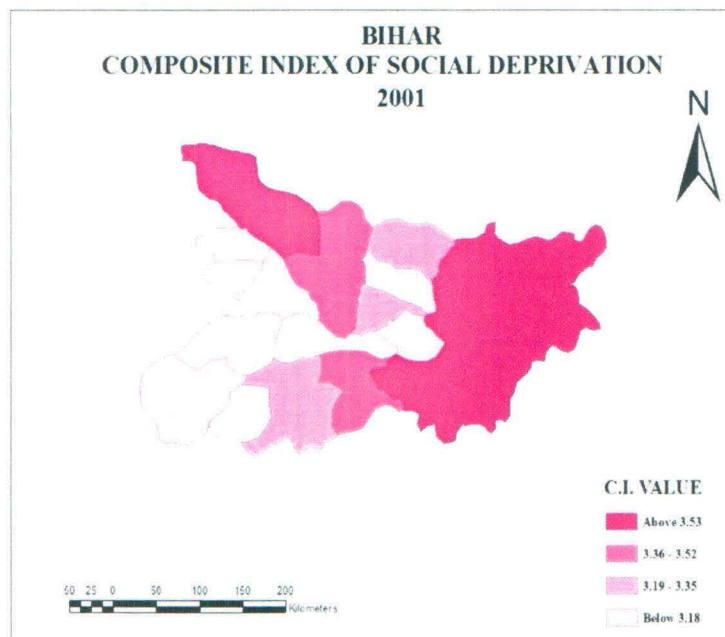 BIHAR
COMPOSITE INDEX OF SOCIAL DEPRIVATION
2001
N
C.I. VALUE
Above 3.53
3.36 - 3.52
3.19 - 3.35
Below 3.18
50 25 0 50 100 150 200
Kilometers